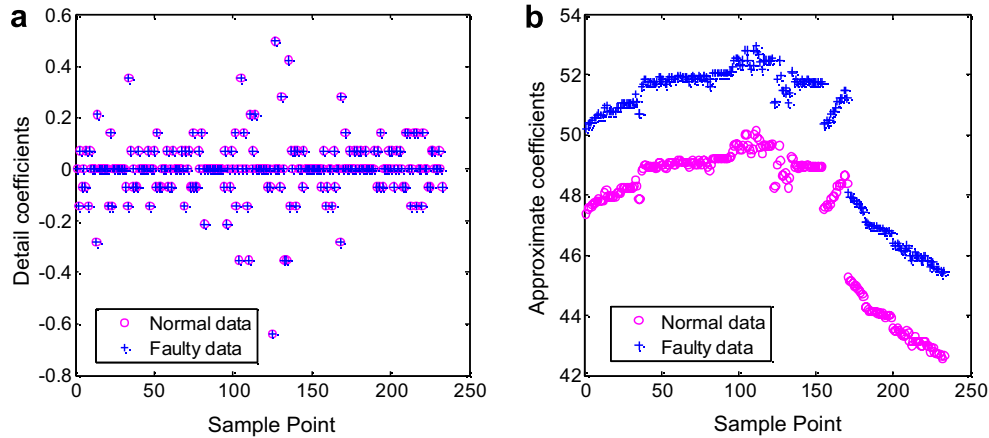 a
Detail coefficients
0.6
0.4
0.2
0
-0.2
-0.4
-0.6
-0.8
Normal data
Faulty data
0
50
100
150
200
250
Sample Point
b
Approximate coefficients
54
52
50
48
46
44
42
Normal data
Faulty data
0
50
100
150
200
250
Sample Point